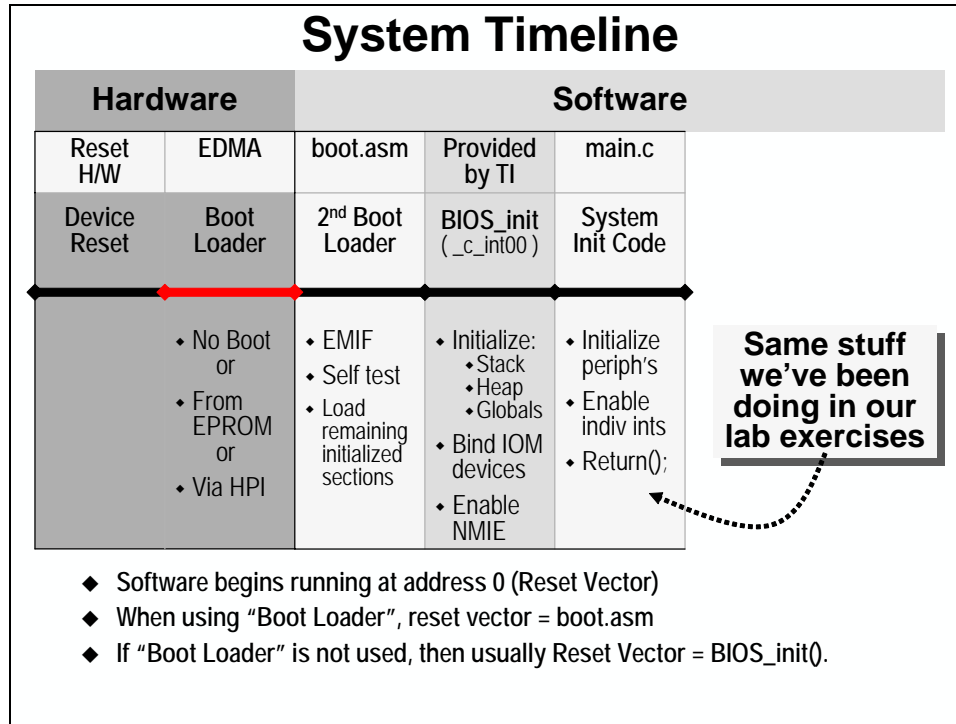 System Timeline
Hardware
Software
Reset
H/W
EDMA
boot.asm
Provided
by TI
main.c
Device
Reset
Boot
Loader
2nd Boot
Loader
BIOS_init
( _c_int00 )
System
Init Code
◆ No Boot
or
◆ From
EPROM
or
◆ Via HPI
◆ EMIF
◆ Self test
◆ Load
remaining
initialized
sections
◆ Initialize:
◆ Stack
◆ Heap
◆ Globals
◆ Bind IOM
devices
◆ Enable
NMIE
◆ Initialize
periph's
◆ Enable
indiv ints
◆ Return();
Same stuff
we've been
doing in our
lab exercises
◆ Software begins running at address 0 (Reset Vector)
◆ When using “Boot Loader”, reset vector = boot.asm
◆ If “Boot Loader” is not used, then usually Reset Vector = BIOS_init().